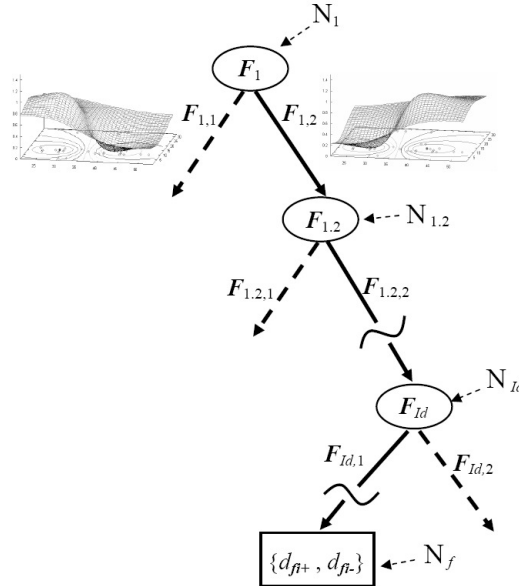 N1
F1
F1,1
F1,2
F1.2
N1.2
F1.2,1
F1.2,2
NId
FId
FId,1
FId,2
{dfi+ , dfi-}
Nf